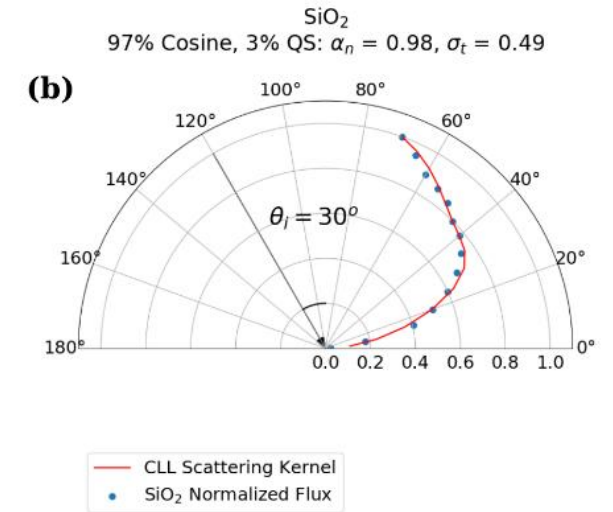 SiO₂
97% Cosine, 3% QS: αₙ = 0.98, σₜ = 0.49
(b)
100° 80°
120° 60°
140° 40°
θᵢ = 30°
160° 20°
180° 0°
0.0 0.2 0.4 0.6 0.8 1.0
CLL Scattering Kernel
SiO₂ Normalized Flux